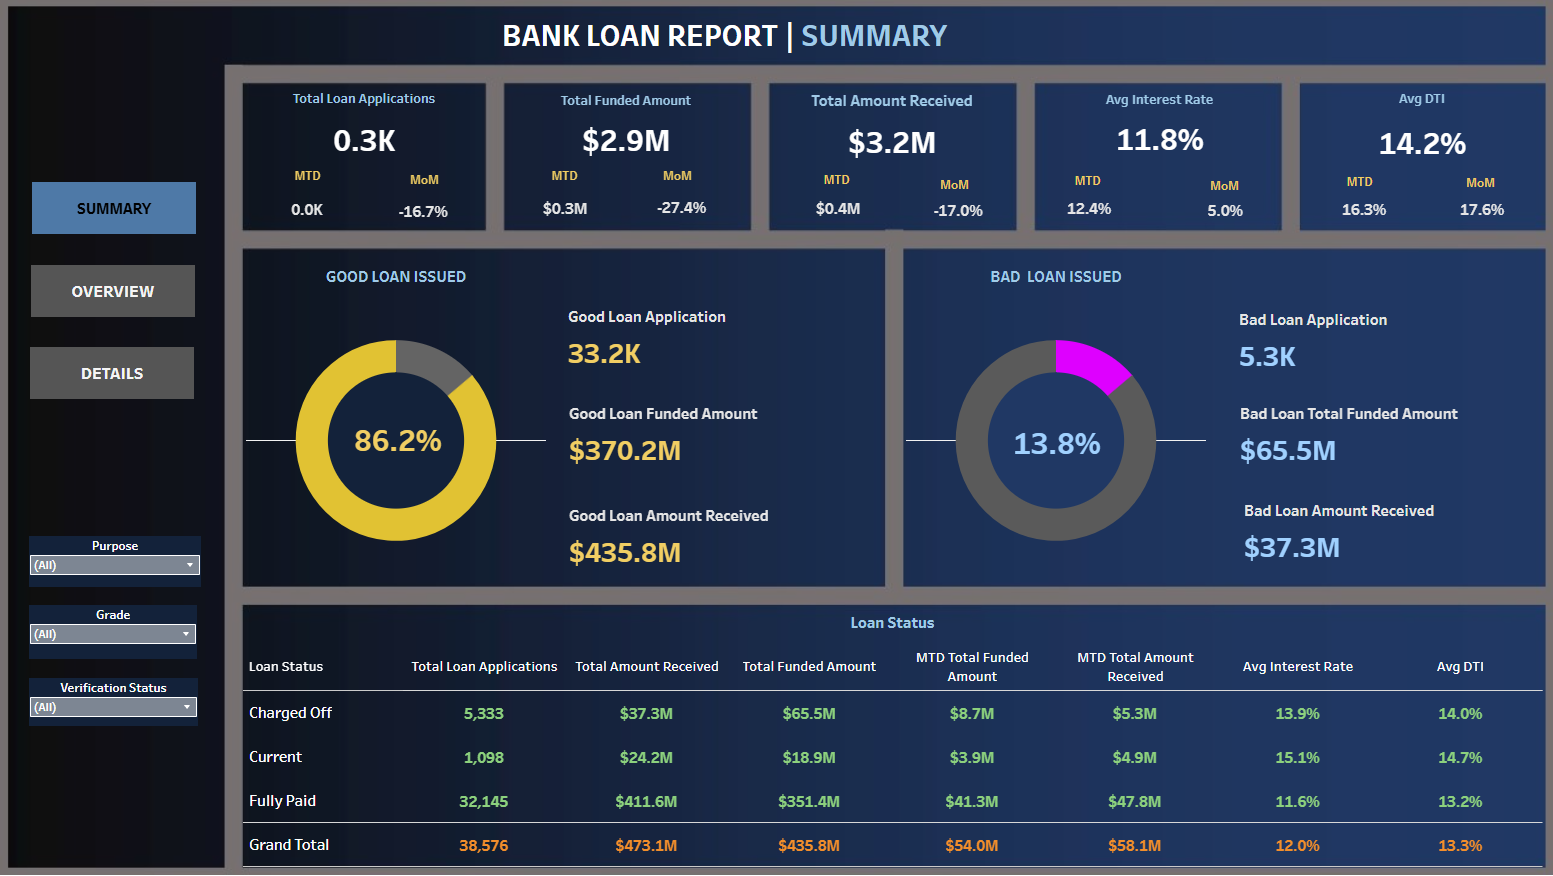 BANK LOAN REPORT | SUMMARY
Total Loan Applications
0.3K
MTD MoM
0.0K -16.7%
Total Funded Amount
$2.9M
MTD MoM
$0.3M -27.4%
Total Amount Received
$3.2M
MTD MoM
$0.4M -17.0%
Avg Interest Rate
11.8%
MTD MoM
12.4% 5.0%
Avg DTI
14.2%
MTD MoM
16.3% 17.6%
SUMMARY
OVERVIEW
DETAILS
Purpose
(All)
Grade
(All)
Verification Status
(All)
GOOD LOAN ISSUED
86.2%
Good Loan Application
33.2K
Good Loan Funded Amount
$370.2M
Good Loan Amount Received
$435.8M
BAD LOAN ISSUED
13.8%
Bad Loan Application
5.3K
Bad Loan Total Funded Amount
$65.5M
Bad Loan Amount Received
$37.3M
Loan Status
Loan Status Total Loan Applications Total Amount Received Total Funded Amount MTD Total Funded Amount MTD Total Amount Received Avg Interest Rate Avg DTI
Charged Off 5,333 $37.3M $65.5M $8.7M $5.3M 13.9% 14.0%
Current 1,098 $24.2M $18.9M $3.9M $4.9M 15.1% 14.7%
Fully Paid 32,145 $411.6M $351.4M $41.3M $47.8M 11.6% 13.2%
Grand Total 38,576 $473.1M $435.8M $54.0M $58.1M 12.0% 13.3%